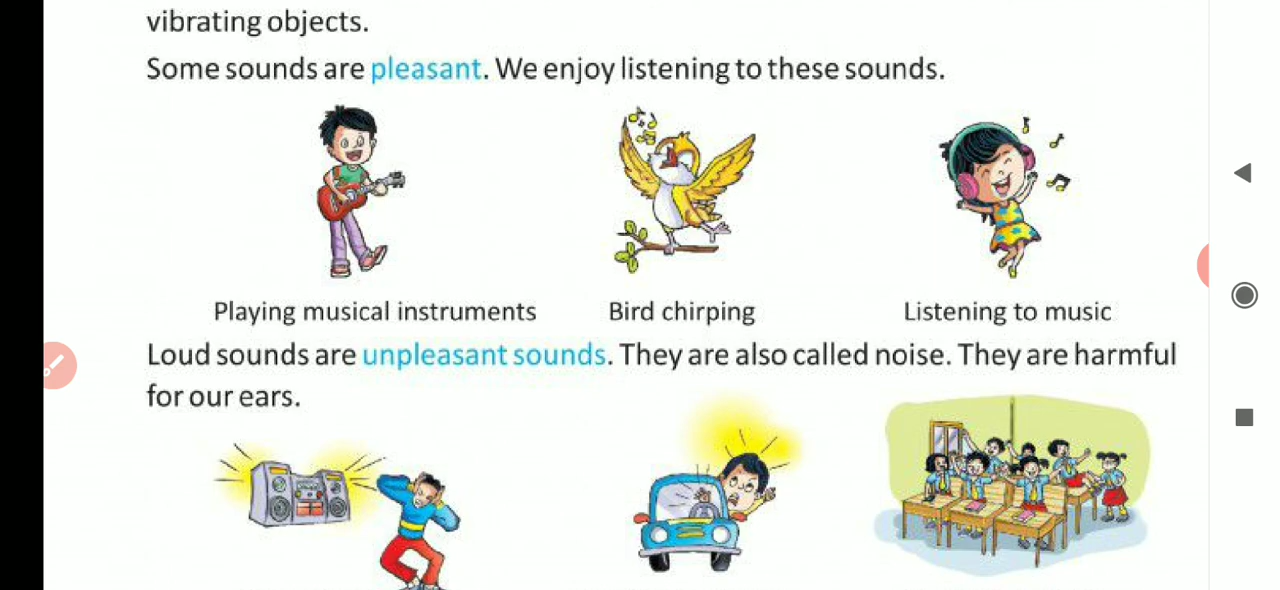 vibrating objects.
Some sounds are pleasant. We enjoy listening to these sounds.
Playing musical instruments Bird chirping Listening to music
Loud sounds are unpleasant sounds. They are also called noise. They are harmful
for our ears.